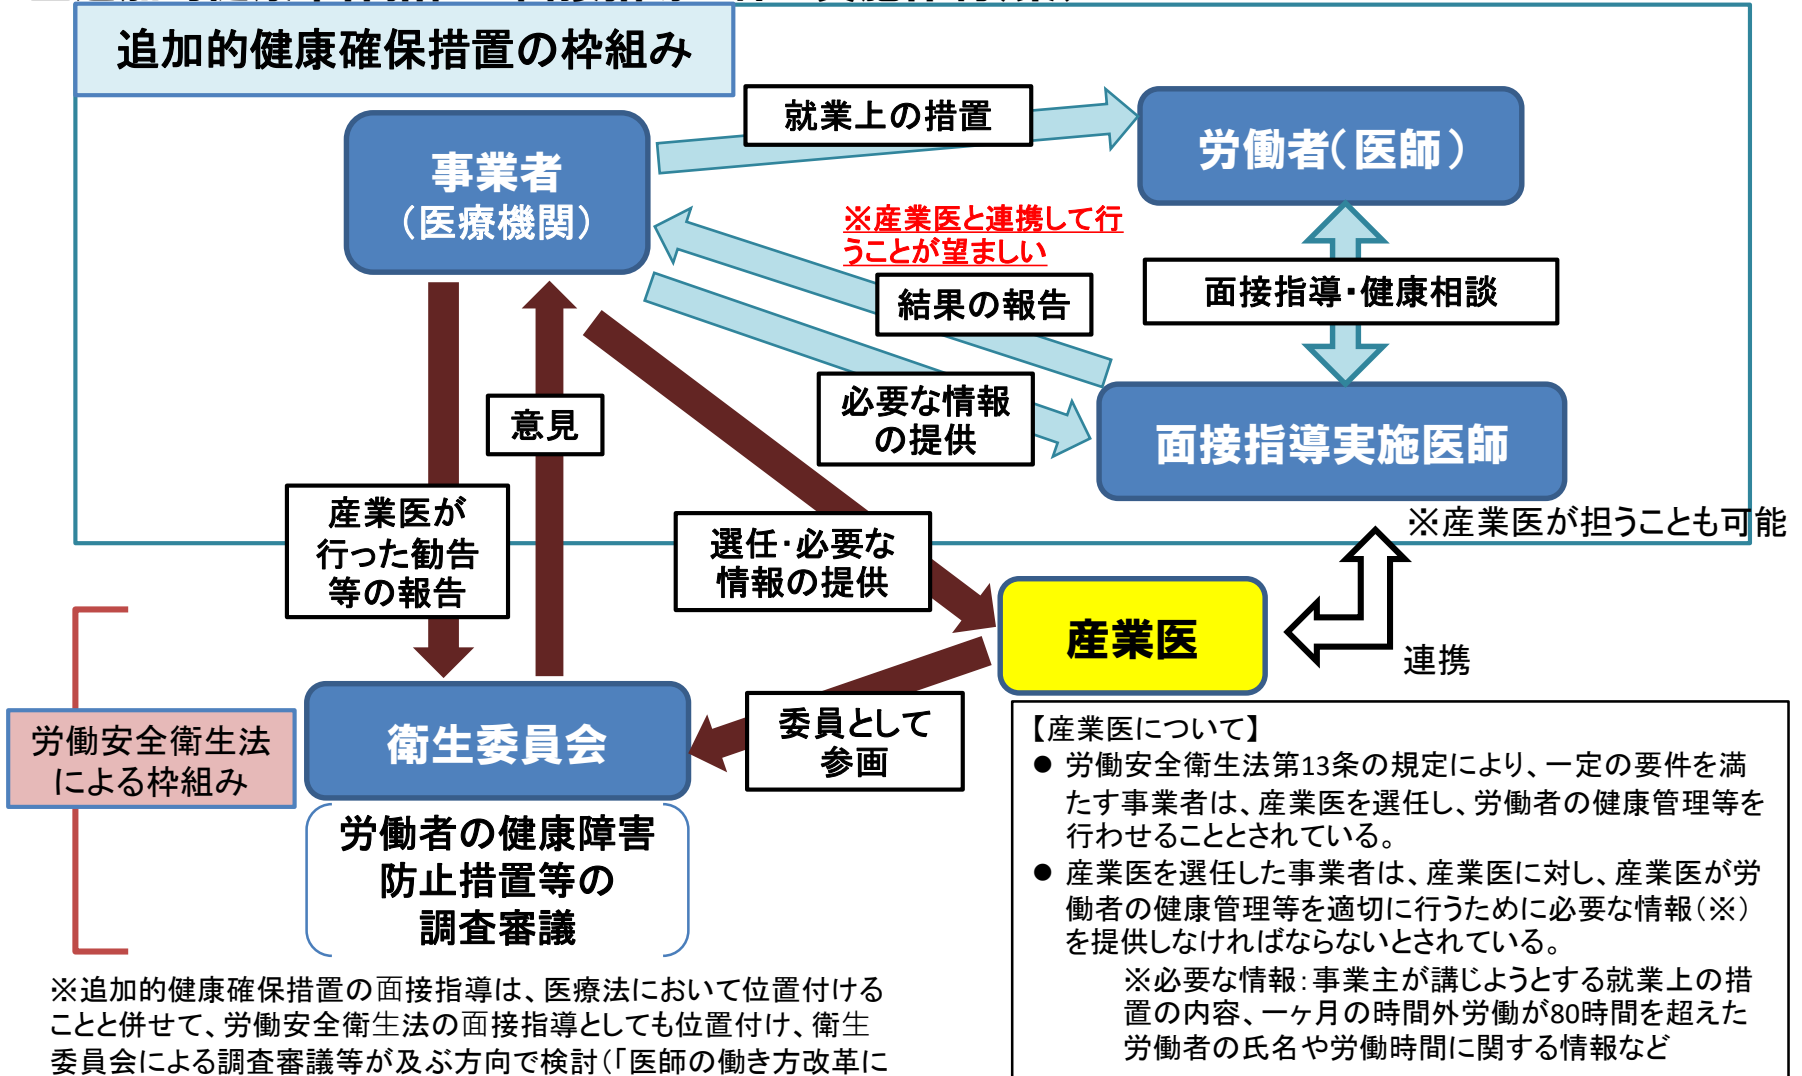 追加的健康確保措置の枠組み
就業上の措置
労働者(医師)
事業者
(医療機関)
※産業医と連携して行
うことが望ましい
結果の報告
面接指導・健康相談
必要な情報
の提供
意見
面接指導実施医師
※産業医が担うことも可能
産業医が
行った勧告
等の報告
選任・必要な
情報の提供
産業医
連携
労働安全衛生法
による枠組み
衛生委員会
委員として
参画
労働者の健康障害
防止措置等の
調査審議
【産業医について】
● 労働安全衛生法第13条の規定により、一定の要件を満
たす事業者は、産業医を選任し、労働者の健康管理等を
行わせることとされている。
● 産業医を選任した事業者は、産業医に対し、産業医が労
働者の健康管理等を適切に行うために必要な情報(※)
を提供しなければならないとされている。
※必要な情報:事業主が講じようとする就業上の措
置の内容、一ヶ月の時間外労働が80時間を超えた
労働者の氏名や労働時間に関する情報など
※追加的健康確保措置の面接指導は、医療法において位置付ける
ことと併せて、労働安全衛生法の面接指導としても位置付け、衛生
委員会による調査審議等が及ぶ方向で検討(「医師の働き方改革に